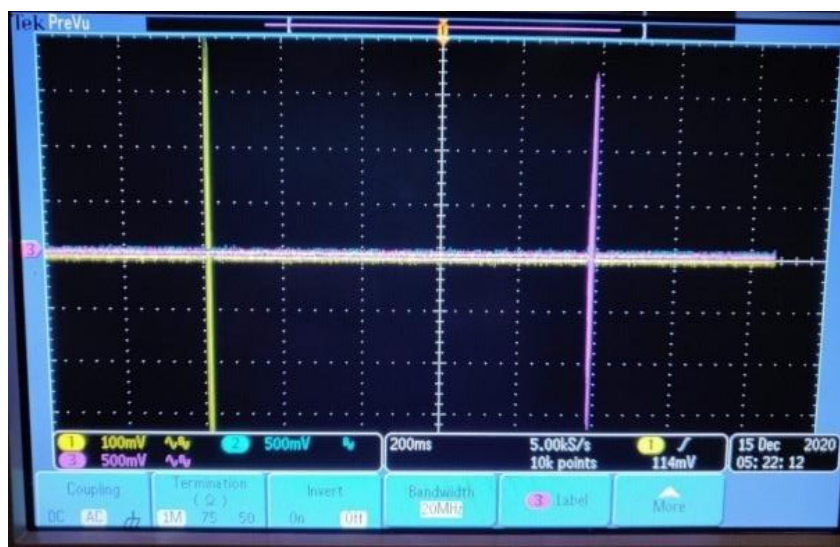 Tek PreVu
3
1 100mV 2 500mV
3 500mV
200ms 5.00kS/s 1
10k points 114mV
15 Dec 2020
05:22:12
Coupling
DC AC
Termination
(Ω)
1M 75 50
Invert
On Off
Bandwidth
20MHz
3 Label
More